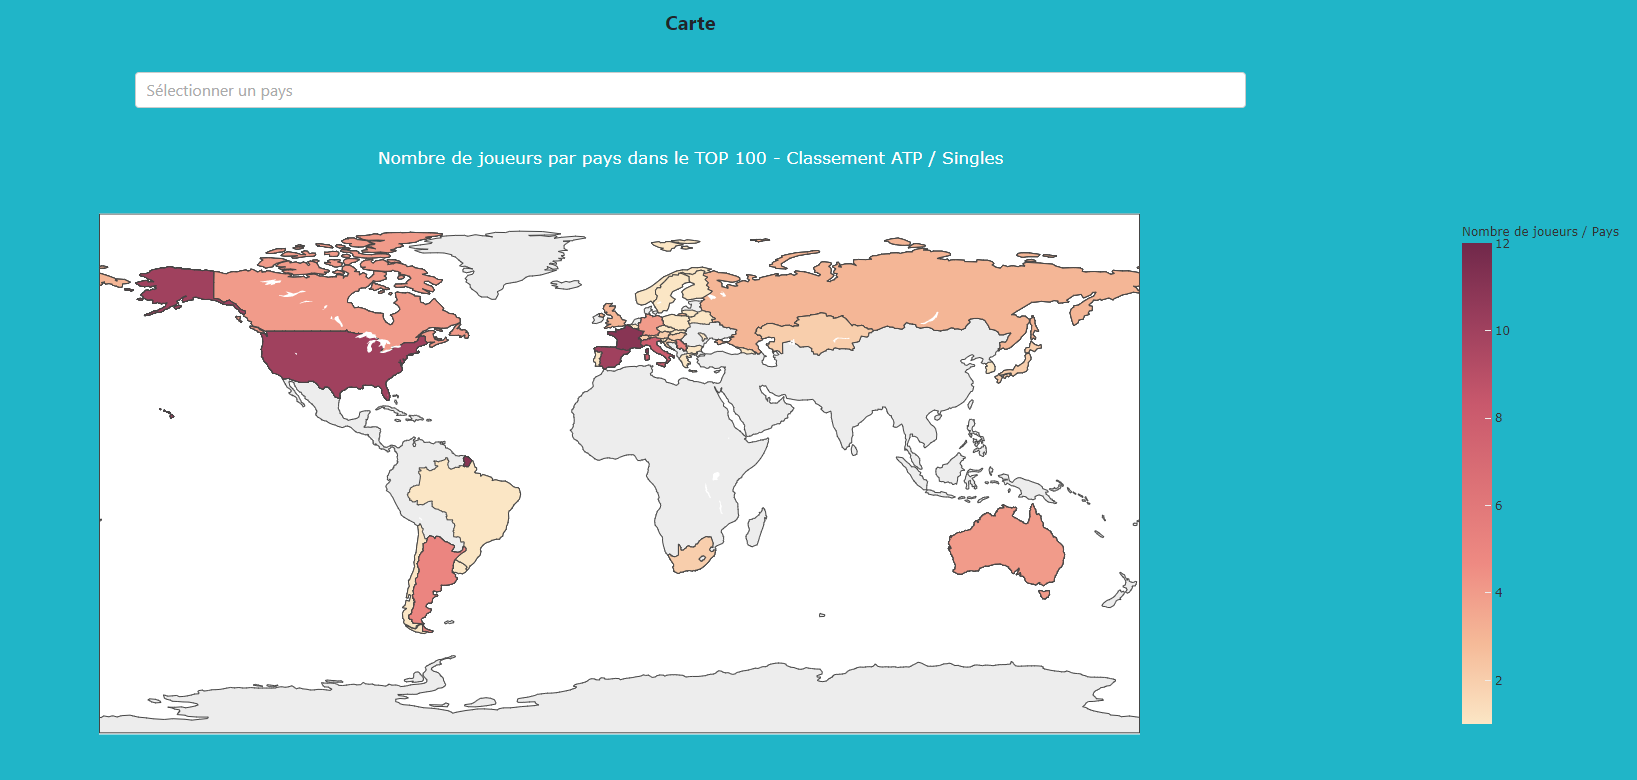 Carte
Sélectionner un pays
Nombre de joueurs par pays dans le TOP 100 - Classement ATP / Singles
Nombre de joueurs / Pays
12
10
8
6
4
2